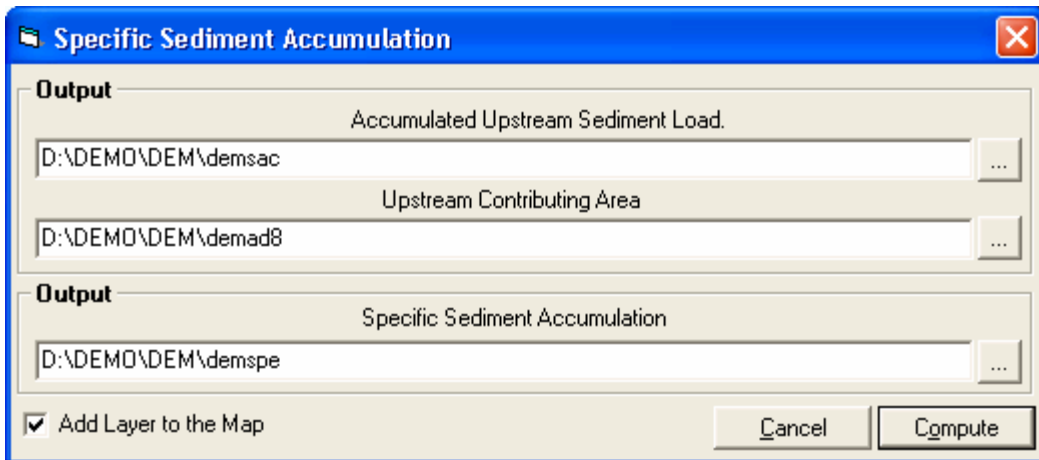 Specific Sediment Accumulation
Output
Accumulated Upstream Sediment Load.
D:\DEMO\DEM\demsac
...
Upstream Contributing Area
D:\DEMO\DEM\demad8
...
Output
Specific Sediment Accumulation
D:\DEMO\DEM\demspe
...
Add Layer to the Map
Cancel
Compute